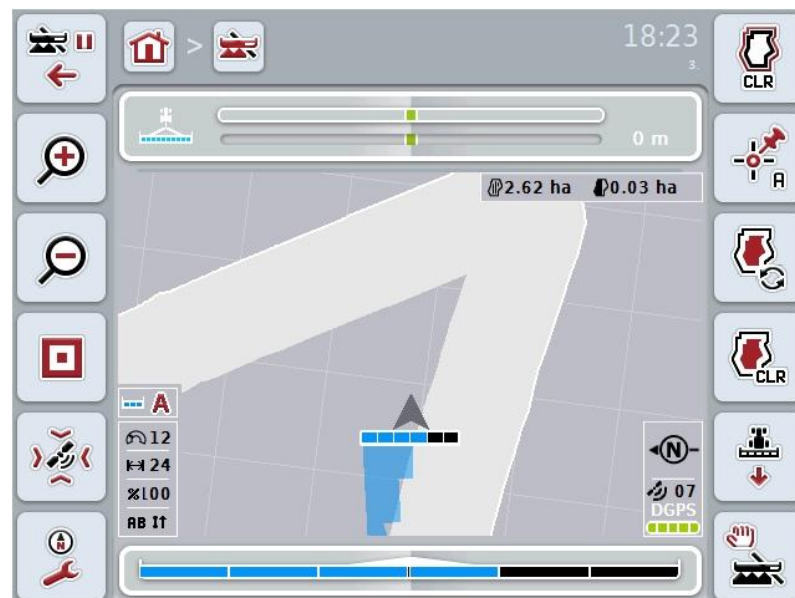 18:23
3.
CLR
>
0 m
A
2.62 ha 0.03 ha
CLR
A
12
N
24
07
%100
DGPS
AB
N